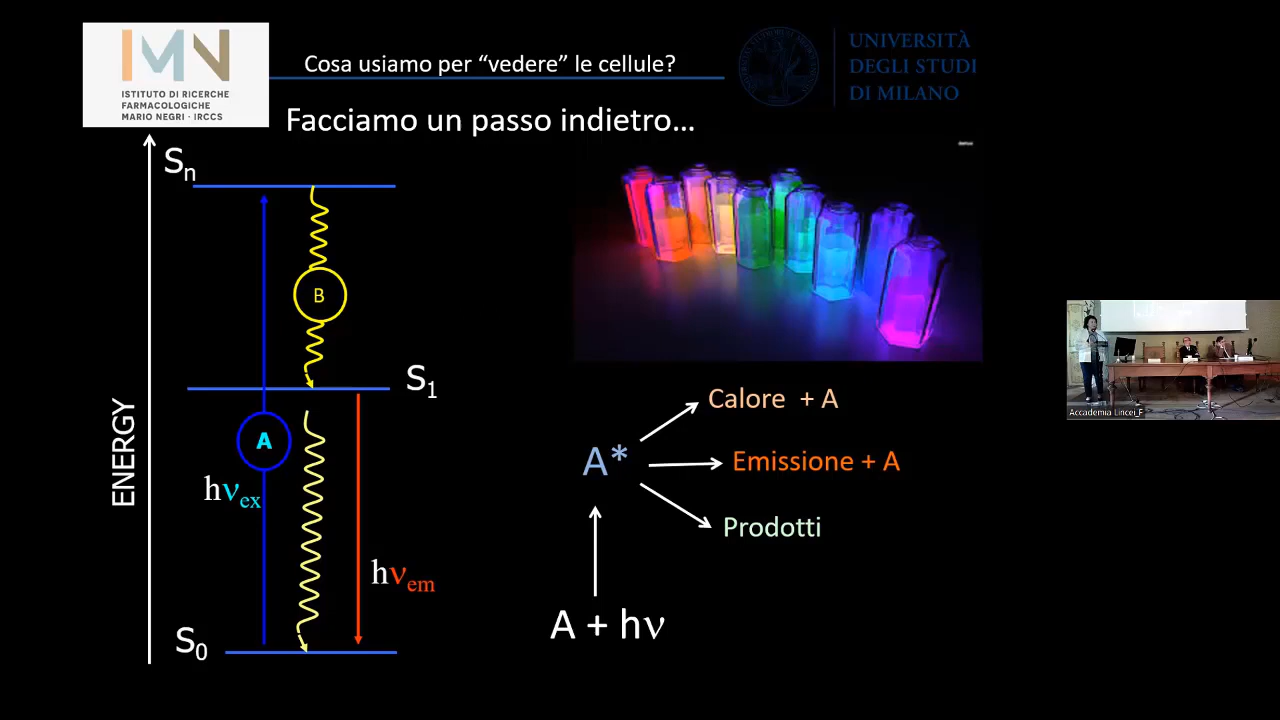 IMN
ISTITUTO DI RICERCHE
FARMACOLOGICHE
MARIO NEGRI · IRCCS
Cosa usiamo per “vedere” le cellule?
UNIVERSITÀ
DEGLI STUDI
DI MILANO
Facciamo un passo indietro...
Sn
B
S1
ENERGY
A
hνex
hνem
S0
Calore + A
A*
Emissione + A
Prodotti
A + hν
Accademia Lincei_F